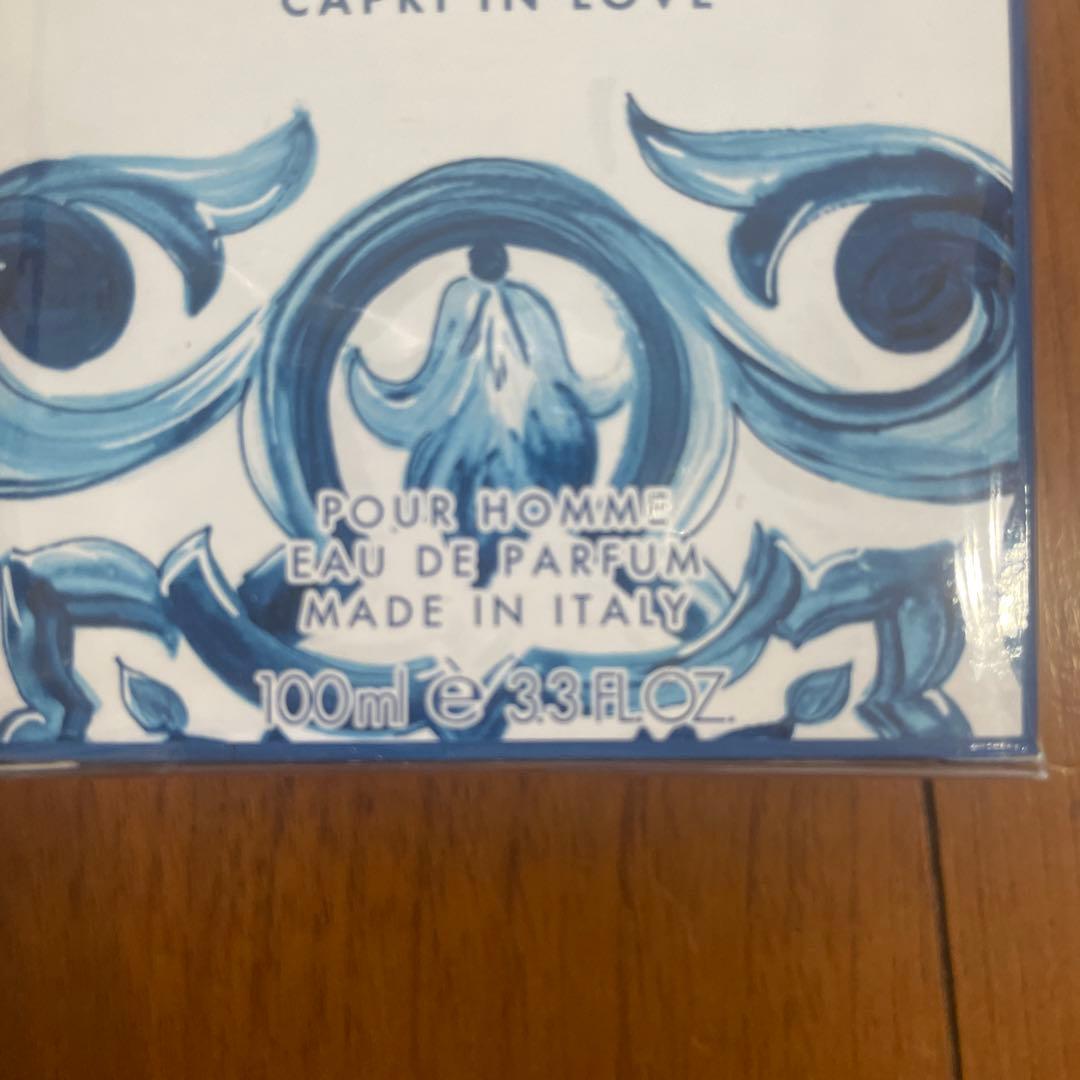 CAPRI IN LOVE
POUR HOMME
EAU DE PARFUM
MADE IN ITALY
100ml e 3.3 FL.OZ.